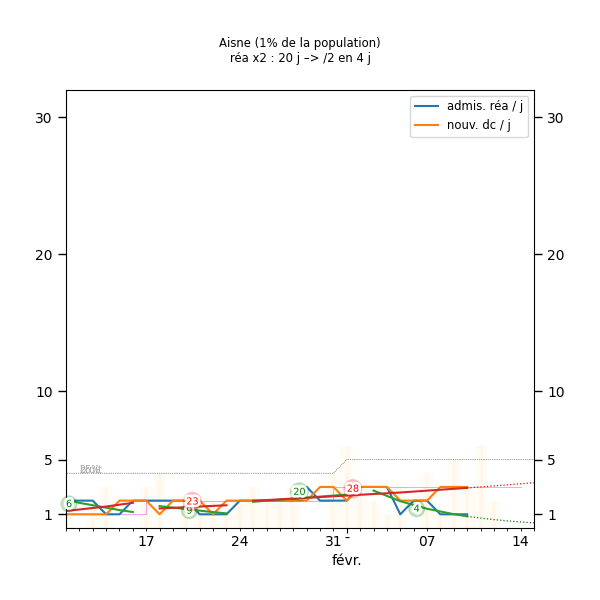 Aisne (1% de la population)
réa x2 : 20 j –> /2 en 4 j
admis. réa / j
nouv. dc / j
30 30
20 20
10 10
5 5
1 1
6 23 9 20 28 4
17 24 31 07 14
févr.